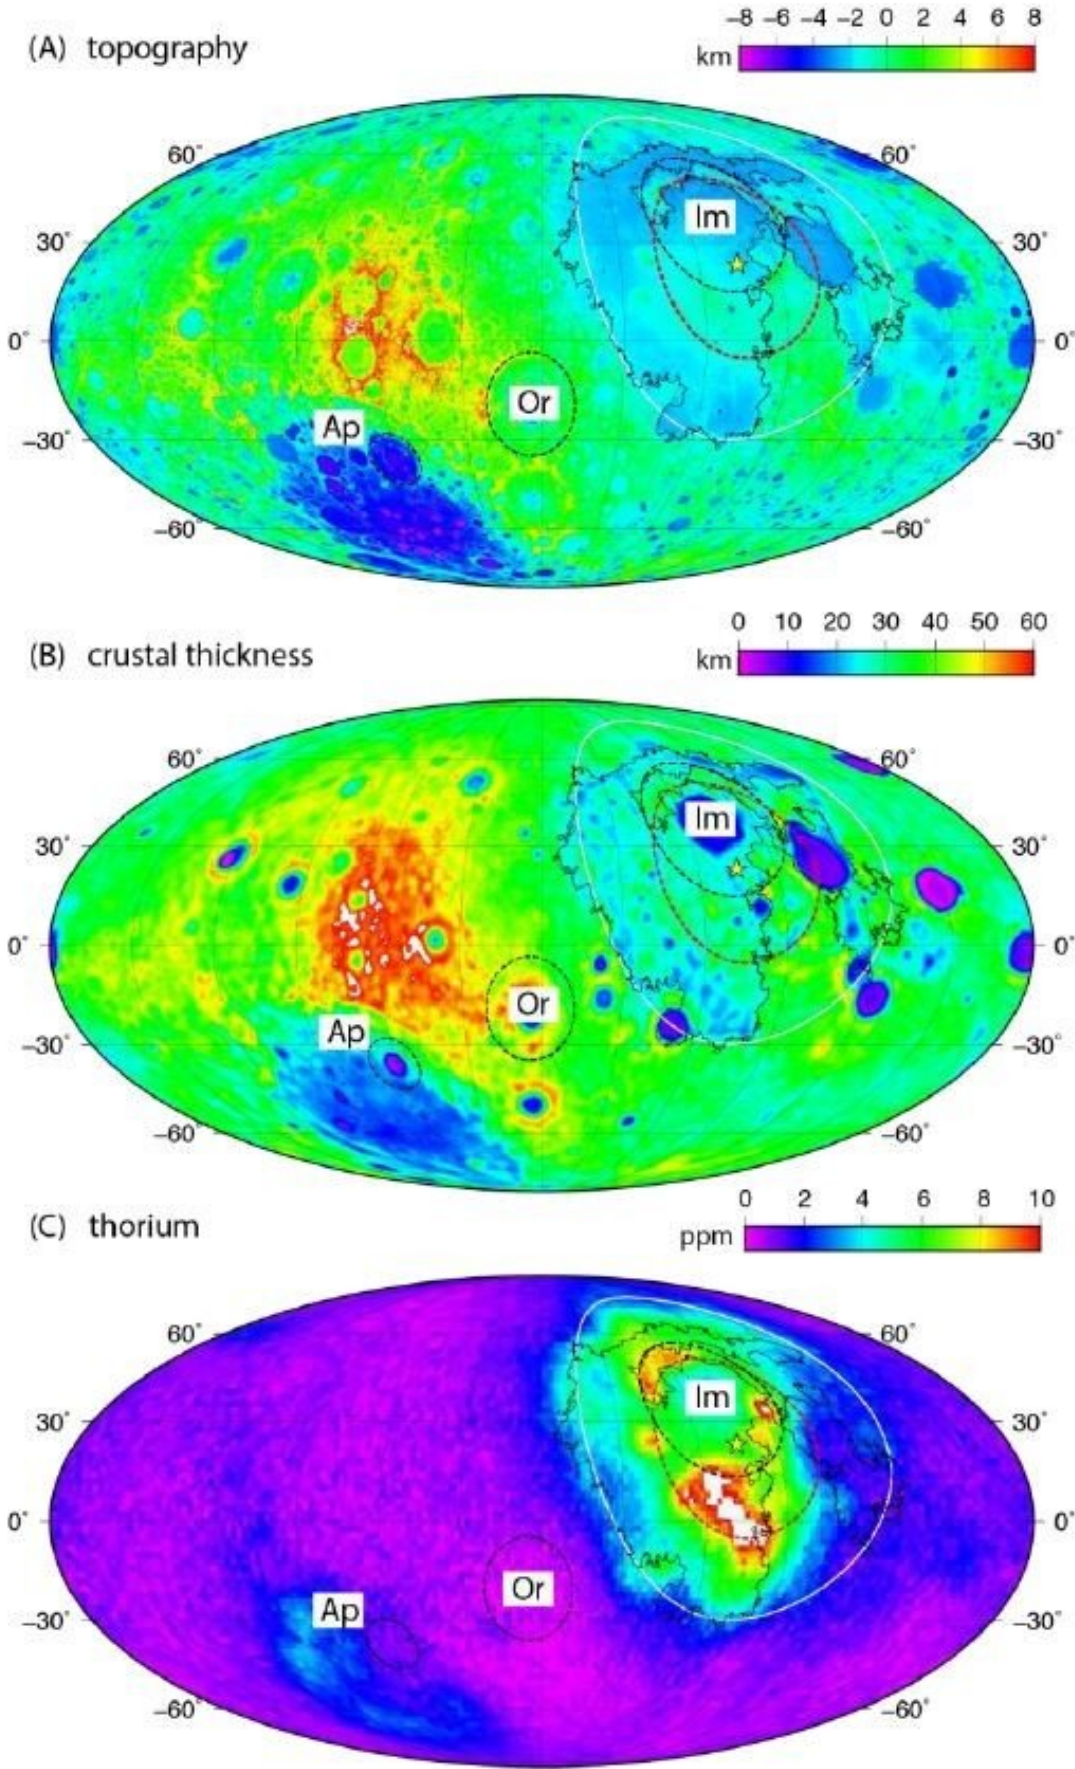 (A) topography
−8 −6 −4 −2 0 2 4 6 8
km
60° 60°
Im
30° 30°
0° 0°
Or
Ap
−30° −30°
−60° −60°
(B) crustal thickness
0 10 20 30 40 50 60
km
60° 60°
Im
30° 30°
0° 0°
Or
Ap
−30° −30°
−60° −60°
(C) thorium
0 2 4 6 8 10
ppm
60° 60°
Im
30° 30°
0° 0°
Or
Ap
−30° −30°
−60° −60°